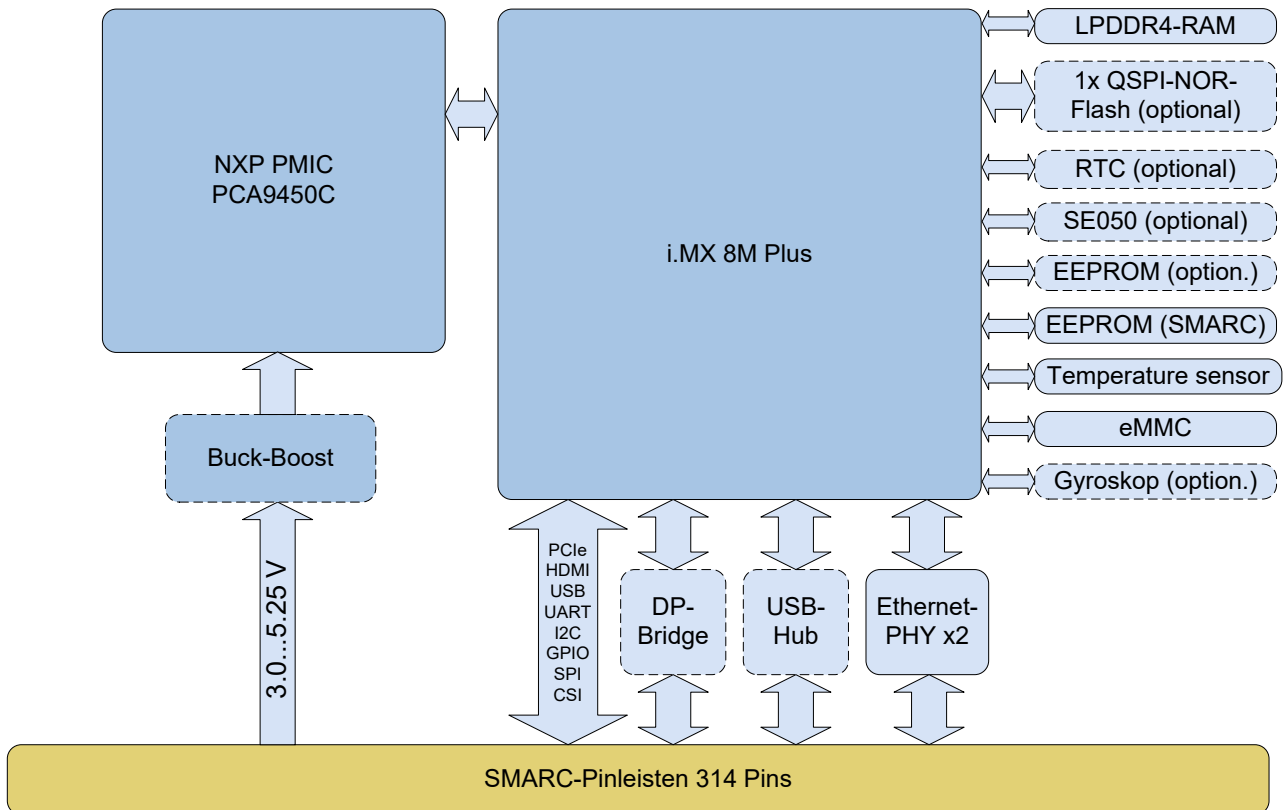 NXP PMIC
PCA9450C
i.MX 8M Plus
LPDDR4-RAM
1x QSPI-NOR-
Flash (optional)
RTC (optional)
SE050 (optional)
EEPROM (option.)
EEPROM (SMARC)
Temperature sensor
eMMC
Gyroskop (option.)
Buck-Boost
3.0...5.25 V
PCIe
HDMI
USB
UART
I2C
GPIO
SPI
CSI
DP-
Bridge
USB-
Hub
Ethernet-
PHY x2
SMARC-Pinleisten 314 Pins